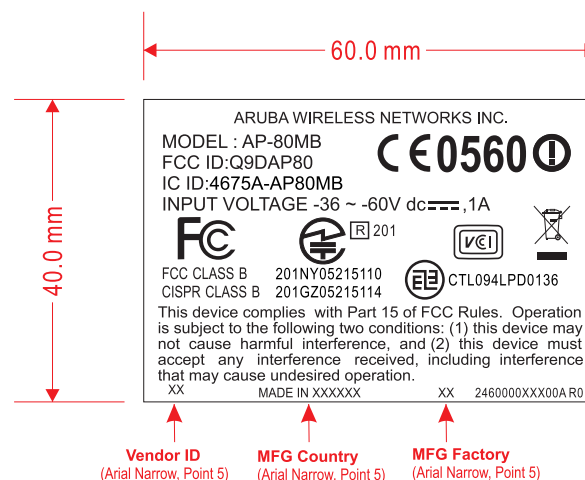 60.0 mm
40.0 mm
ARUBA WIRELESS NETWORKS INC.
MODEL : AP-80MB
FCC ID:Q9DAP80
IC ID:4675A-AP80MB
CE0560
INPUT VOLTAGE -36 ~ -60V dc ,1A
FC
R 201
VCI
FCC CLASS B 201NY05215110
CISPR CLASS B 201GZ05215114
CTL094LPD0136
This device complies with Part 15 of FCC Rules. Operation
is subject to the following two conditions: (1) this device may
not cause harmful interference, and (2) this device must
accept any interference received, including interference
that may cause undesired operation.
XX MADE IN XXXXXX XX 2460000XXX00A R0
Vendor ID
(Arial Narrow, Point 5)
MFG Country
(Arial Narrow, Point 5)
MFG Factory
(Arial Narrow, Point 5)